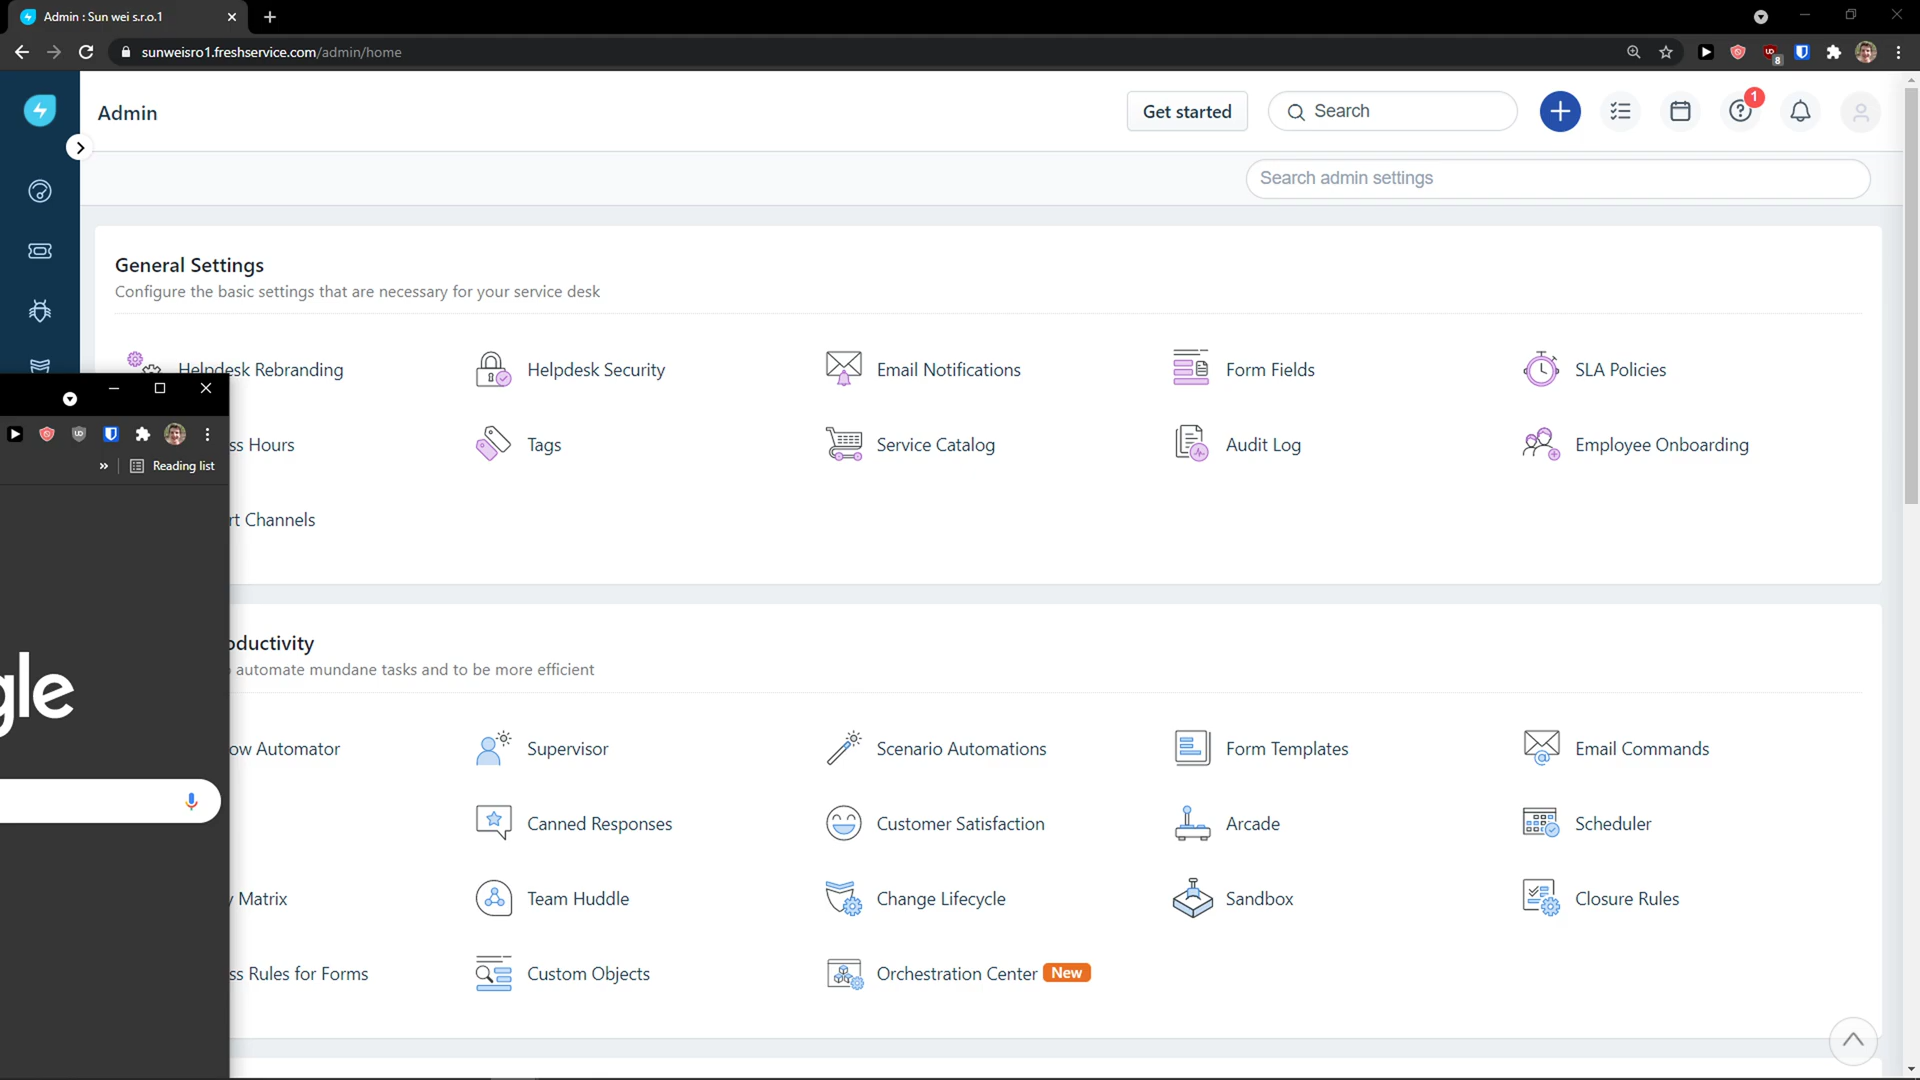 Admin : Sun wei s.r.o.1
sunweisro1.freshservice.com/admin/home
8
Admin
Get started
Search
1
Search admin settings
General Settings
Configure the basic settings that are necessary for your service desk
Helpdesk Rebranding
Helpdesk Security
Email Notifications
Form Fields
SLA Policies
ss Hours
Tags
Service Catalog
Audit Log
Employee Onboarding
rt Channels
Reading list
gle
oductivity
automate mundane tasks and to be more efficient
ow Automator
Supervisor
Scenario Automations
Form Templates
Email Commands
Canned Responses
Customer Satisfaction
Arcade
Scheduler
y Matrix
Team Huddle
Change Lifecycle
Sandbox
Closure Rules
ss Rules for Forms
Custom Objects
Orchestration Center New